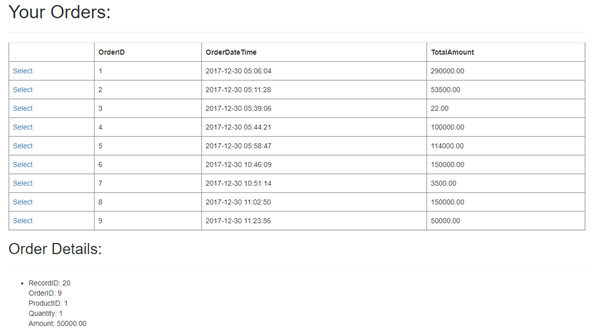 Your Orders:
OrderID OrderDateTime TotalAmount
Select 1 2017-12-30 05:06:04 290000.00
Select 2 2017-12-30 05:11:28 53500.00
Select 3 2017-12-30 05:39:06 22.00
Select 4 2017-12-30 05:44:21 100000.00
Select 5 2017-12-30 05:58:47 114000.00
Select 6 2017-12-30 10:46:09 150000.00
Select 7 2017-12-30 10:51:14 3500.00
Select 8 2017-12-30 11:02:50 150000.00
Select 9 2017-12-30 11:23:56 50000.00
Order Details:
• RecordID: 20
OrderID: 9
ProductID: 1
Quantity: 1
Amount: 50000.00